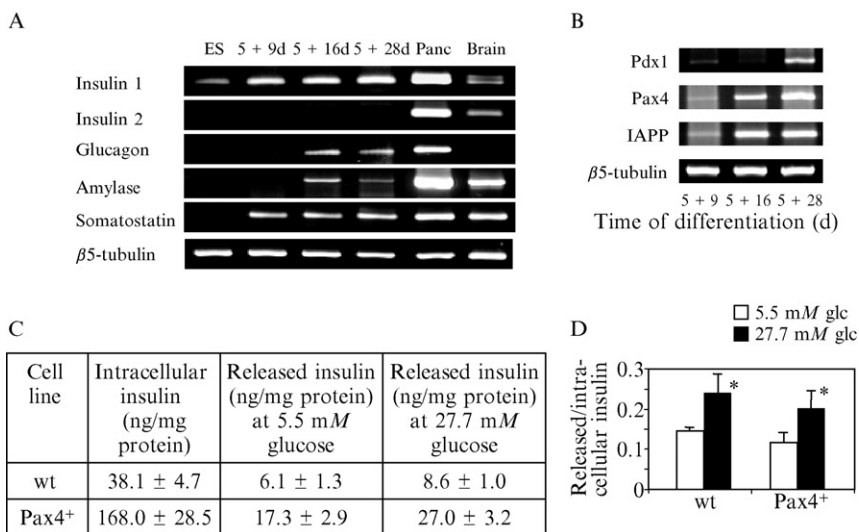 A
ES 5 + 9d 5 + 16d 5 + 28d Panc Brain
Insulin 1
Insulin 2
Glucagon
Amylase
Somatostatin
β5-tubulin
B
Pdx1
Pax4
IAPP
β5-tubulin
5 + 9 5 + 16 5 + 28
Time of differentiation (d)
C
Cell line
Intracellular insulin (ng/mg protein)
Released insulin (ng/mg protein) at 5.5 mM glucose
Released insulin (ng/mg protein) at 27.7 mM glucose
wt 38.1 ± 4.7 6.1 ± 1.3 8.6 ± 1.0
Pax4+ 168.0 ± 28.5 17.3 ± 2.9 27.0 ± 3.2
D
5.5 mM glc
27.7 mM glc
Released/intra-
cellular insulin
0.3
0.2
0.1
0
* *
wt Pax4+